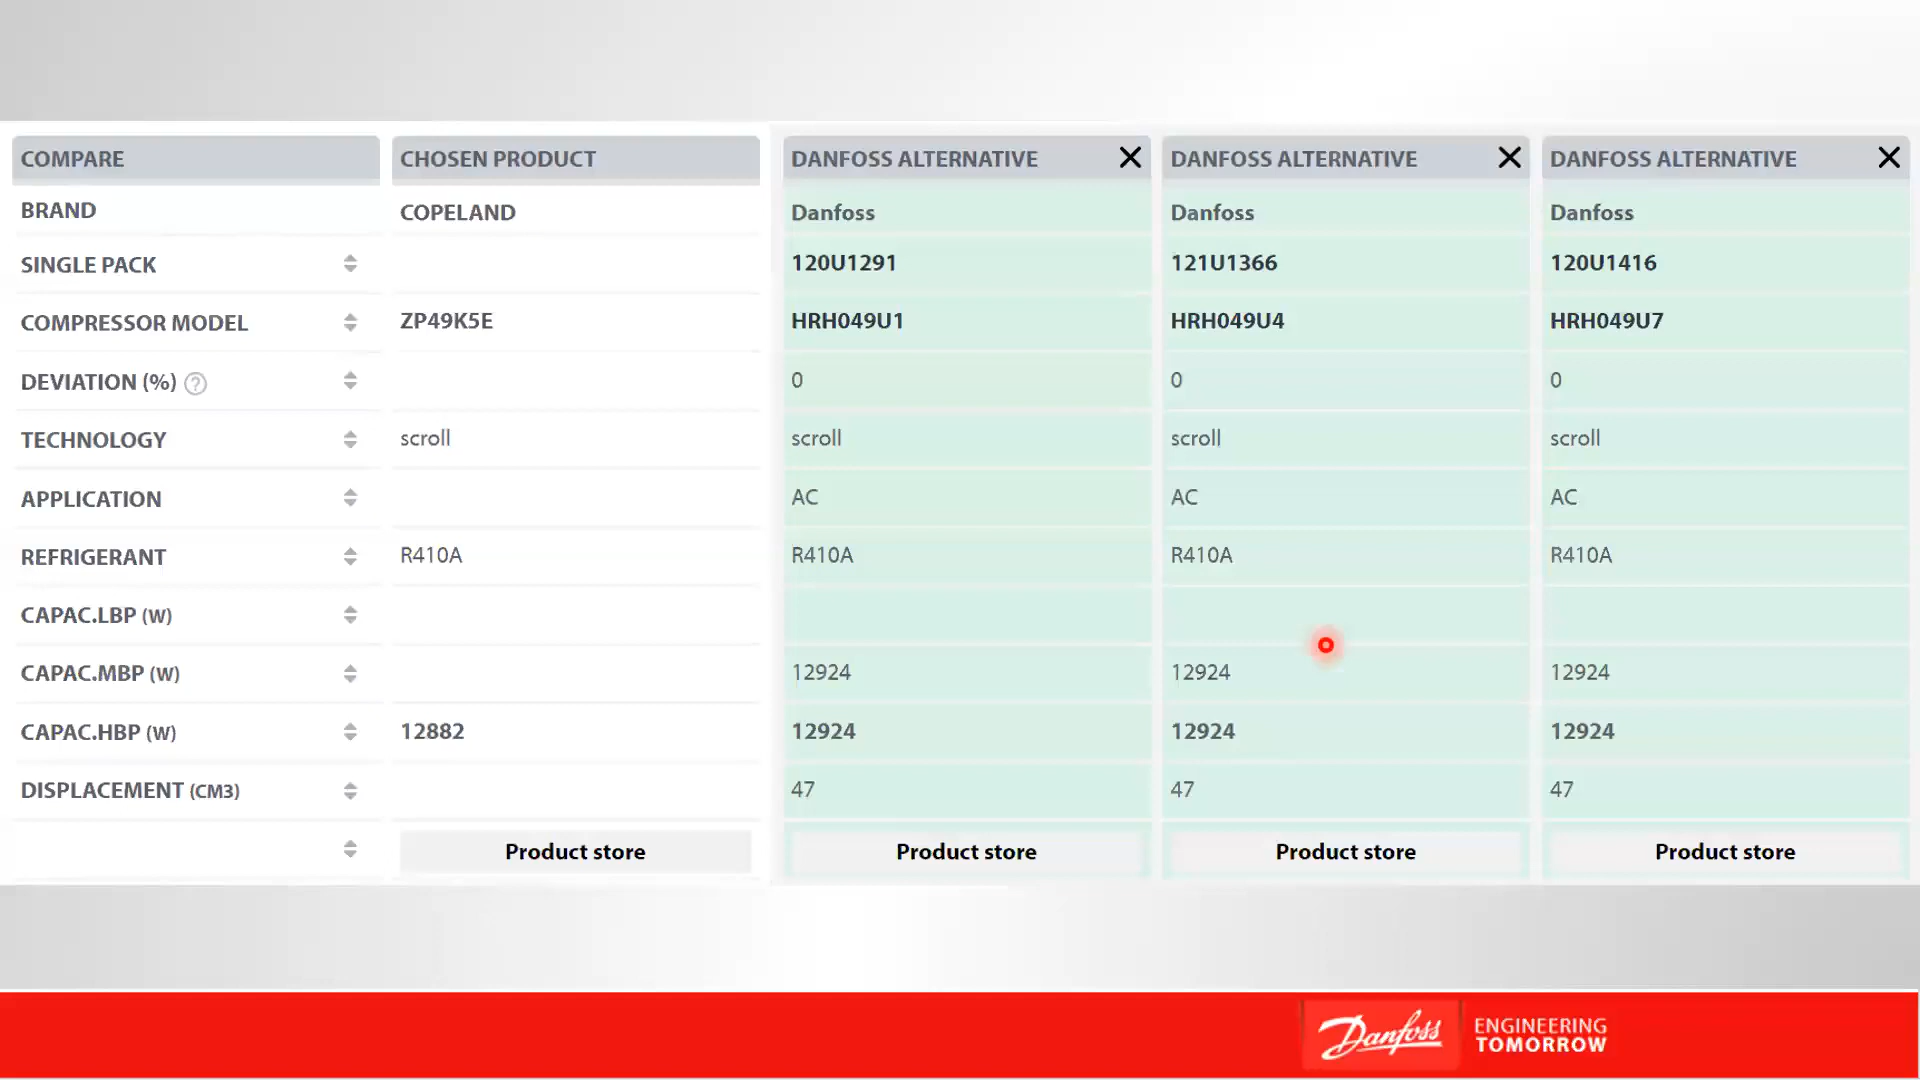 COMPARE CHOSEN PRODUCT DANFOSS ALTERNATIVE DANFOSS ALTERNATIVE DANFOSS ALTERNATIVE
BRAND COPELAND Danfoss Danfoss Danfoss
SINGLE PACK 120U1291 121U1366 120U1416
COMPRESSOR MODEL ZP49K5E HRH049U1 HRH049U4 HRH049U7
DEVIATION (%) ? 0 0 0
TECHNOLOGY scroll scroll scroll scroll
APPLICATION AC AC AC
REFRIGERANT R410A R410A R410A R410A
CAPAC.LBP (W)
CAPAC.MBP (W) 12924 12924 12924
CAPAC.HBP (W) 12882 12924 12924 12924
DISPLACEMENT (CM3) 47 47 47
Product store Product store Product store Product store
Danfoss
ENGINEERING
TOMORROW